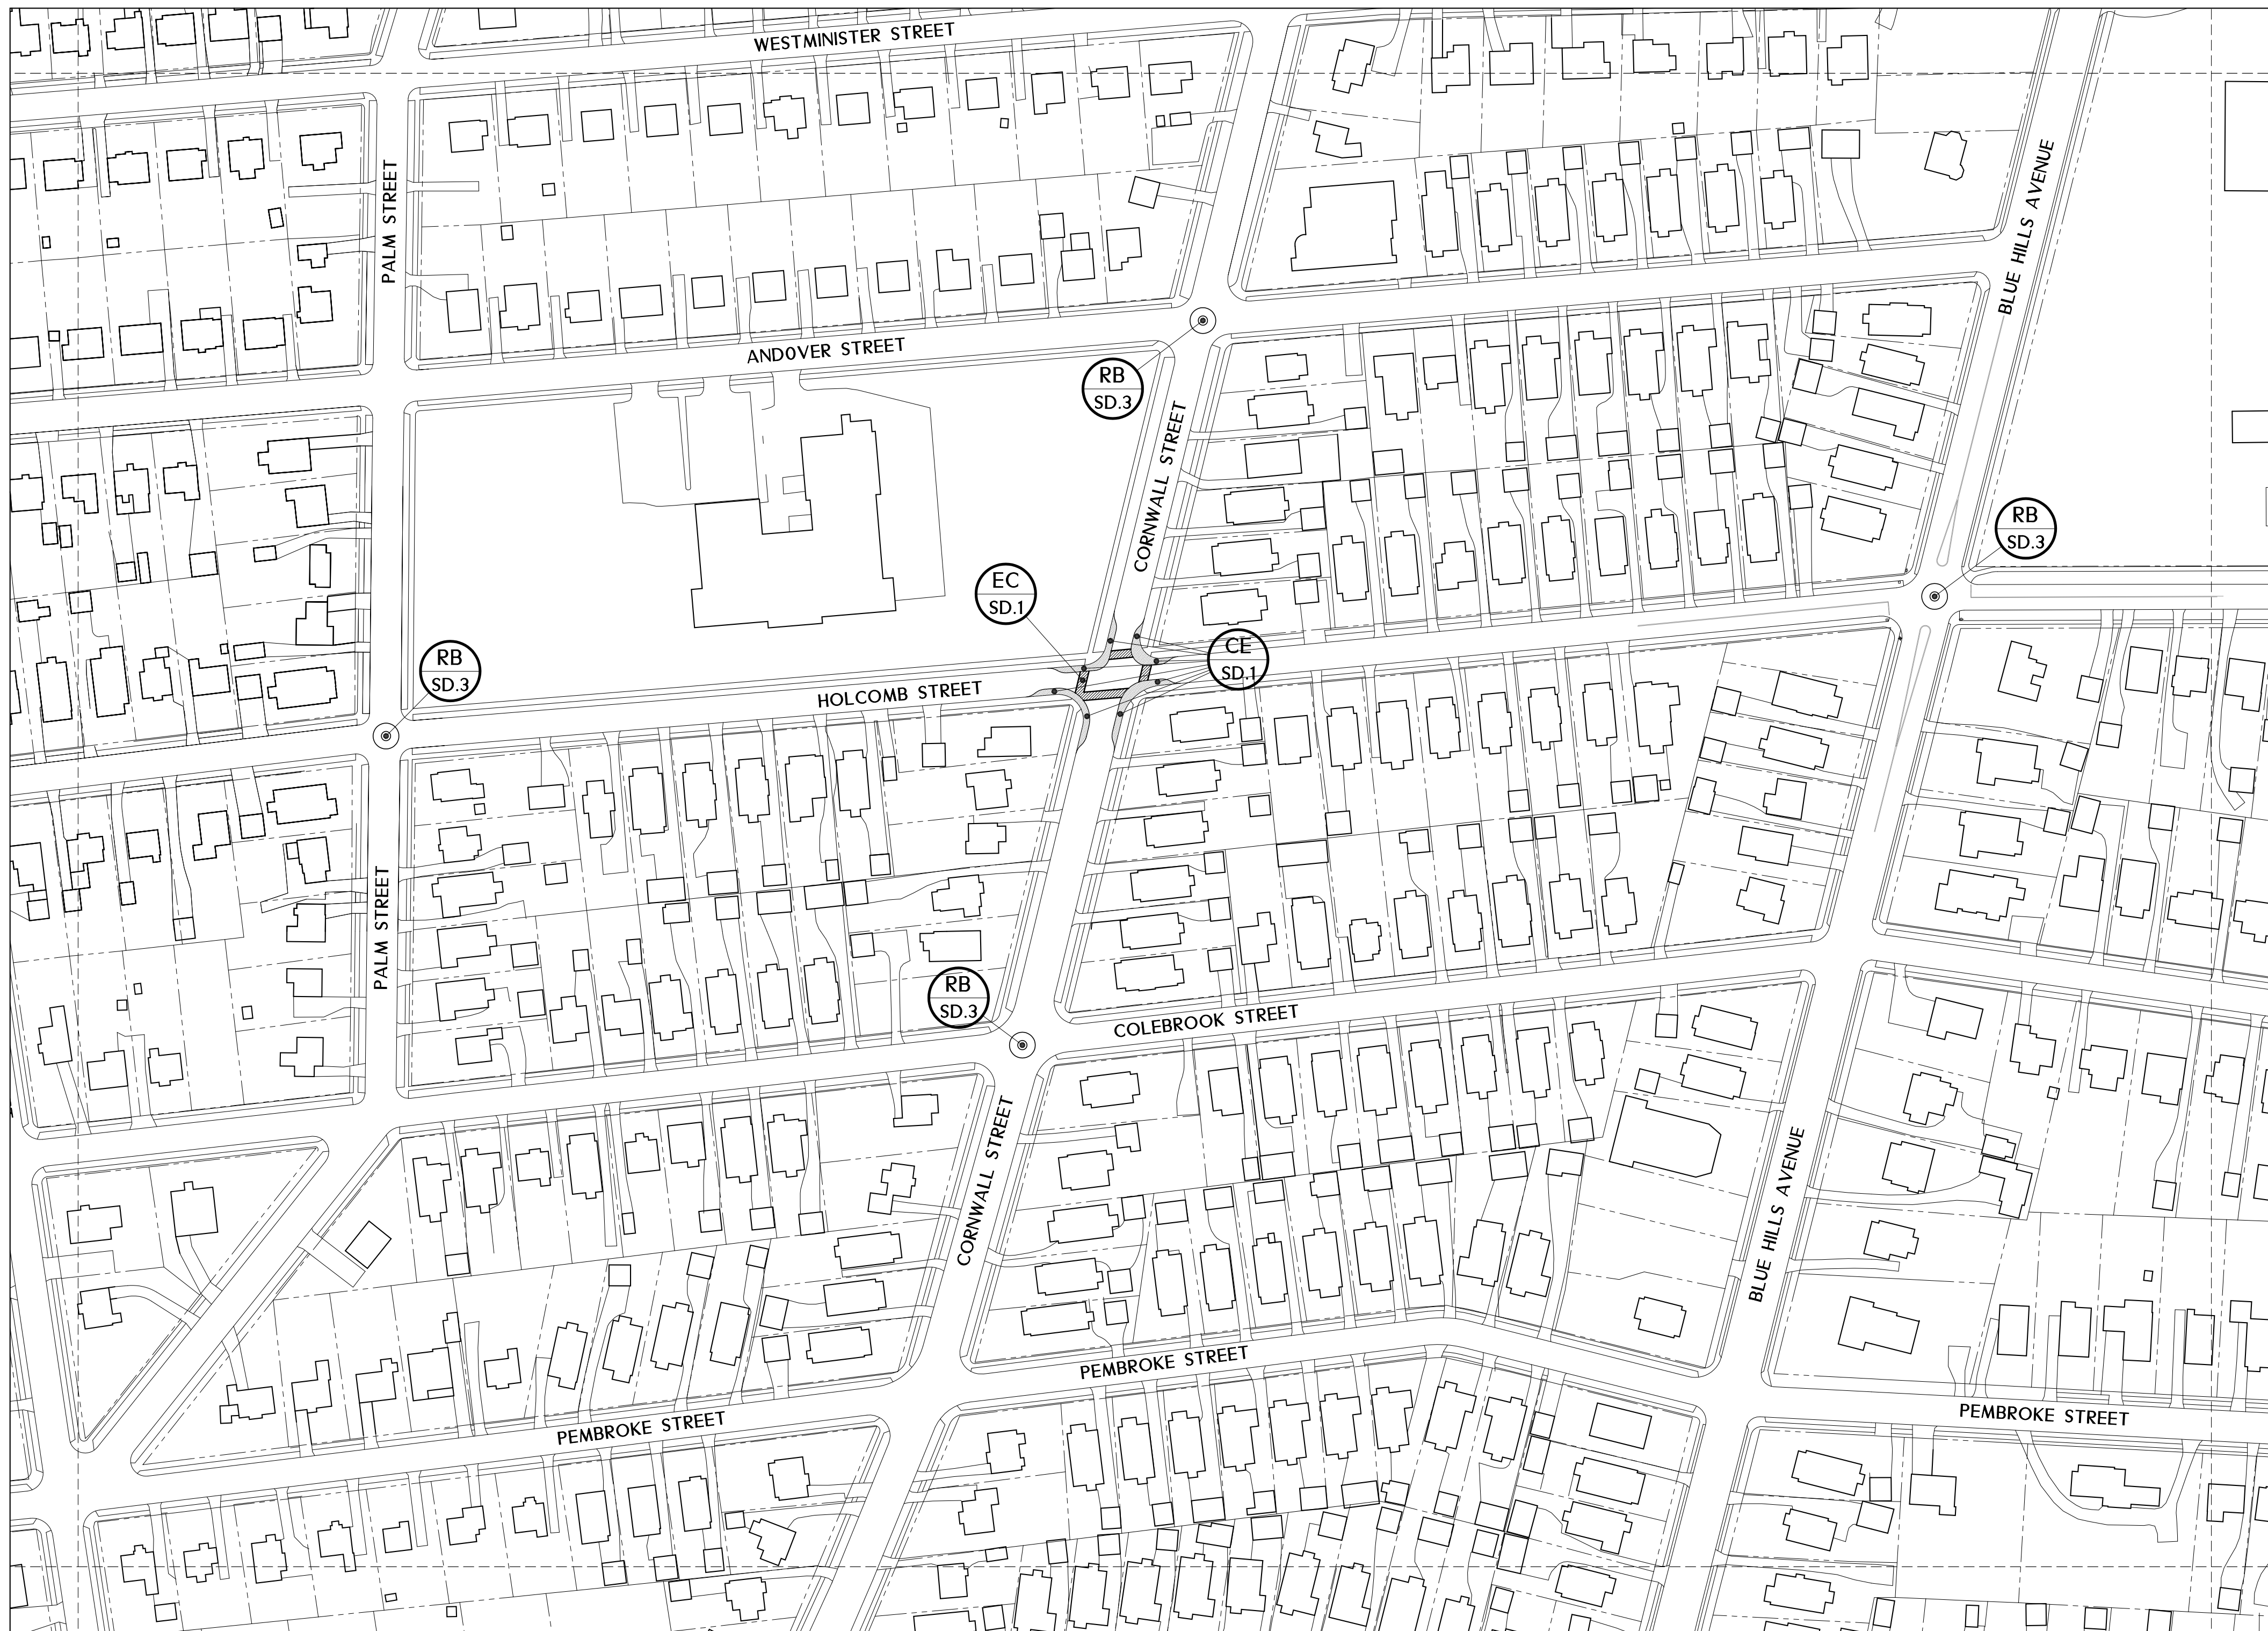 WESTMINISTER STREET
PALM STREET
BLUE HILLS AVENUE
ANDOVER STREET
RB
SD.3
CORNWALL STREET
RB
SD.3
EC
SD.1
CE
SD.1
RB
SD.3
HOLCOMB STREET
PALM STREET
RB
SD.3
COLEBROOK STREET
CORNWALL STREET
BLUE HILLS AVENUE
PEMBROKE STREET
PEMBROKE STREET
PEMBROKE STREET